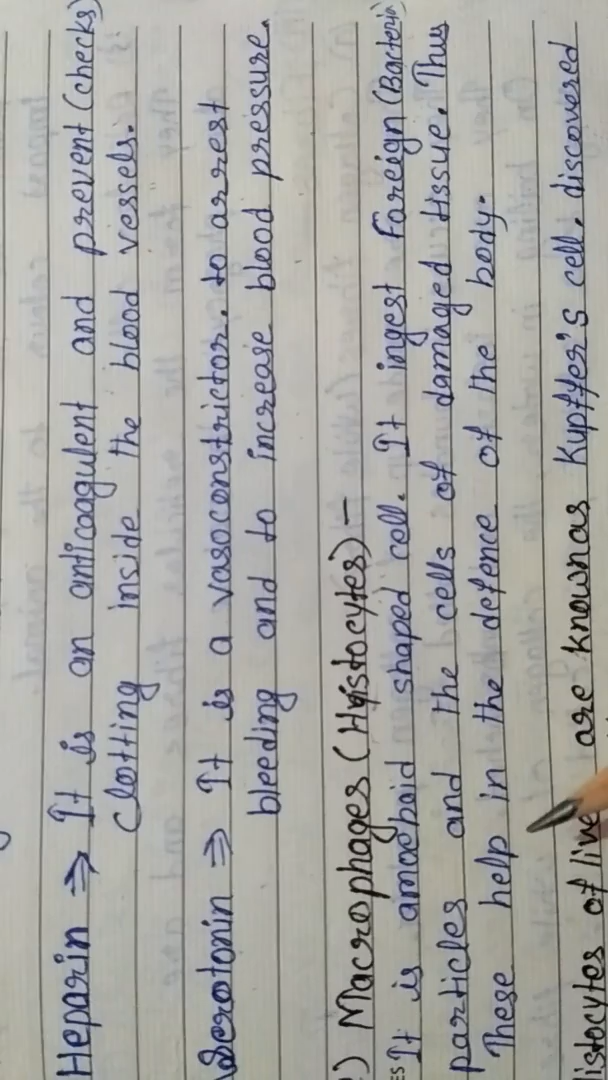 Heparin ⇒ It is an anticoagulent and prevent (checks)
Clotting inside the blood vessels.
Serotonin ⇒ It is a vasoconstrictor. to arrest
bleeding and to increase blood pressure.
) Macrophages (Hyistocytes) –
It is amoeboid shaped cell. It ingest foreign (Bacteria
particles and the cells of damaged tissue. Thus
These help in the defence of the body.
istocytes of live are knownas Kupffer's cell. discovered